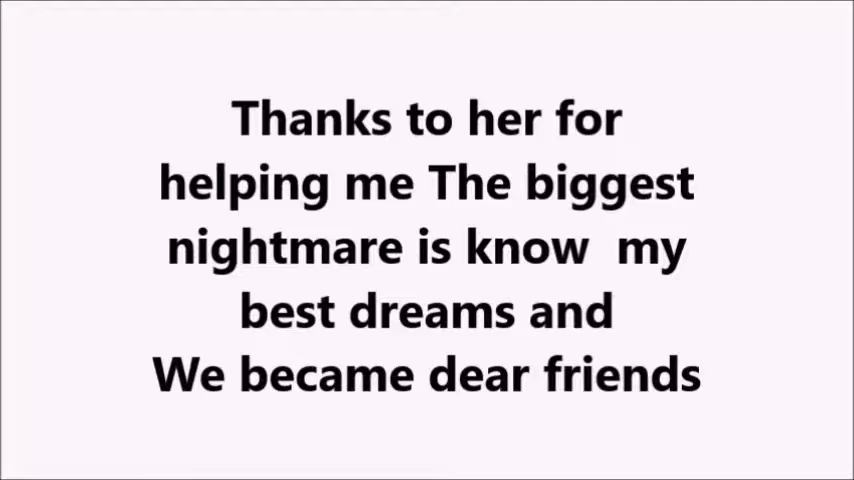 Thanks to her for
helping me The biggest
nightmare is know  my
best dreams and
We became dear friends